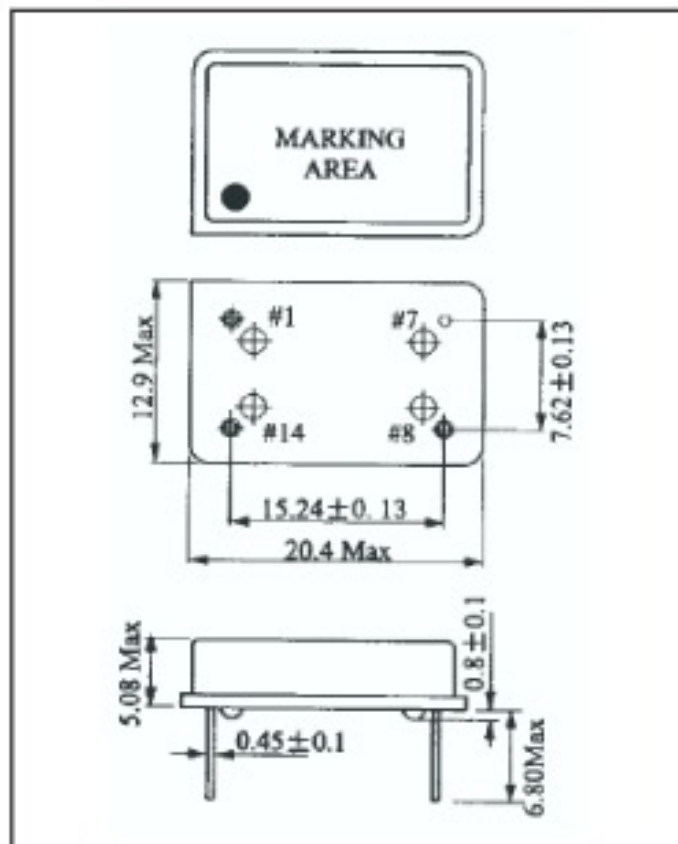 MARKING
AREA
#1
#7
12.9 Max
7.62±0.13
#14
#8
15.24±0. 13
20.4 Max
5.08 Max
0.8±0.1
0.45±0.1
6.80Max